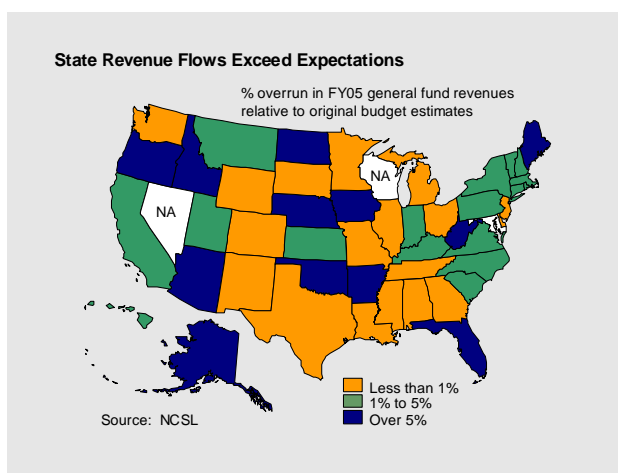 State Revenue Flows Exceed Expectations
% overrun in FY05 general fund revenues
relative to original budget estimates
NA
NA
Less than 1%
1% to 5%
Over 5%
Source: NCSL